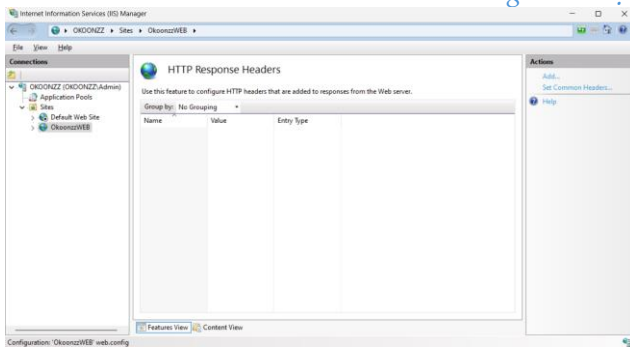 Internet Information Services (IIS) Manager
OKOONZZ ▸ Sites ▸ OkoonzzWEB ▸
File View Help
Connections
OKOONZZ (OKOONZZ\Admin)
Application Pools
Sites
Default Web Site
OkoonzzWEB
HTTP Response Headers
Use this feature to configure HTTP headers that are added to responses from the Web server.
Group by: No Grouping
Name Value Entry Type
Actions
Add...
Set Common Headers...
Help
Features View Content View
Configuration: 'OkoonzzWEB' web.config